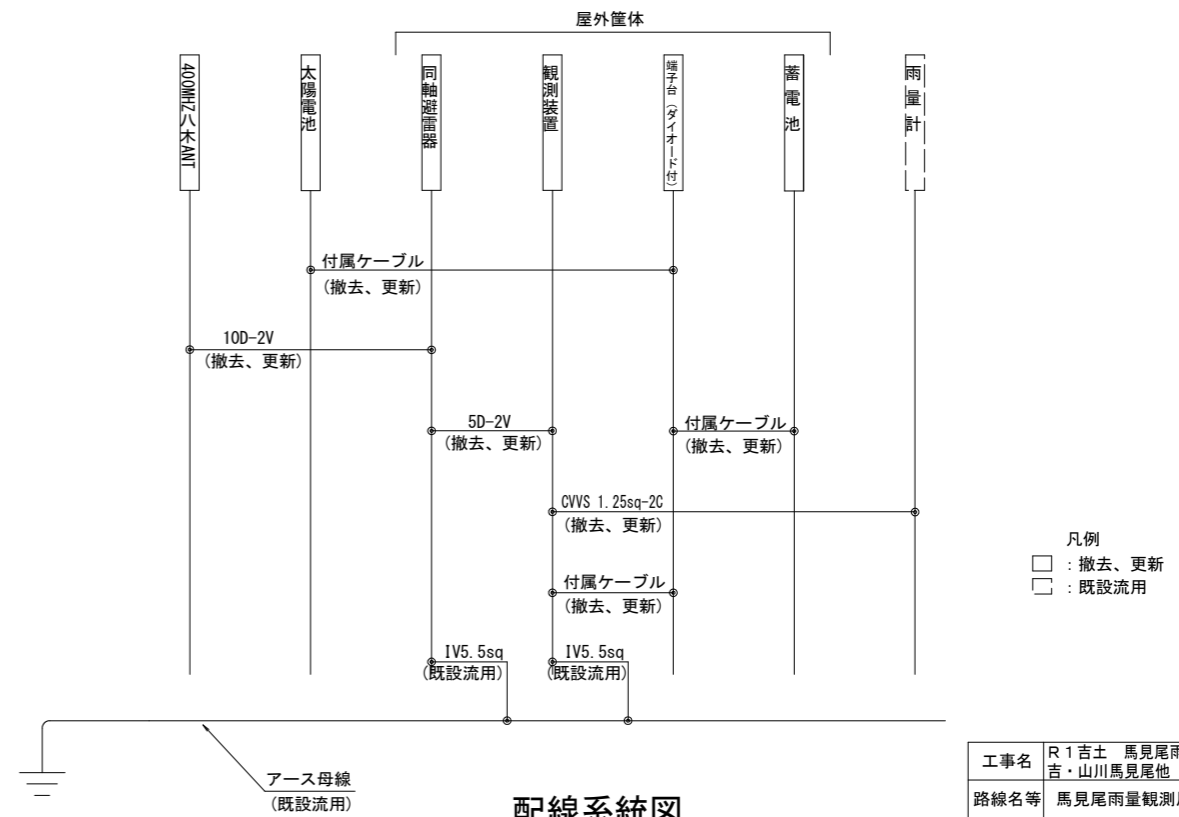 屋外筐体
400MHZ八木ANT
太陽電池
同軸避雷器
観測装置
端子台（ダイオード付）
蓄電池
雨量計
付属ケーブル
(撤去、更新)
10D-2V
(撤去、更新)
5D-2V
(撤去、更新)
付属ケーブル
(撤去、更新)
CVVS 1.25sq-2C
(撤去、更新)
凡例
：撤去、更新
：既設流用
付属ケーブル
(撤去、更新)
IV5.5sq
(既設流用)
IV5.5sq
(既設流用)
アース母線
(既設流用)
配線系統図
工事名
R１吉土　馬見尾雨
吉・山川馬見尾他
路線名等
馬見尾雨量観測